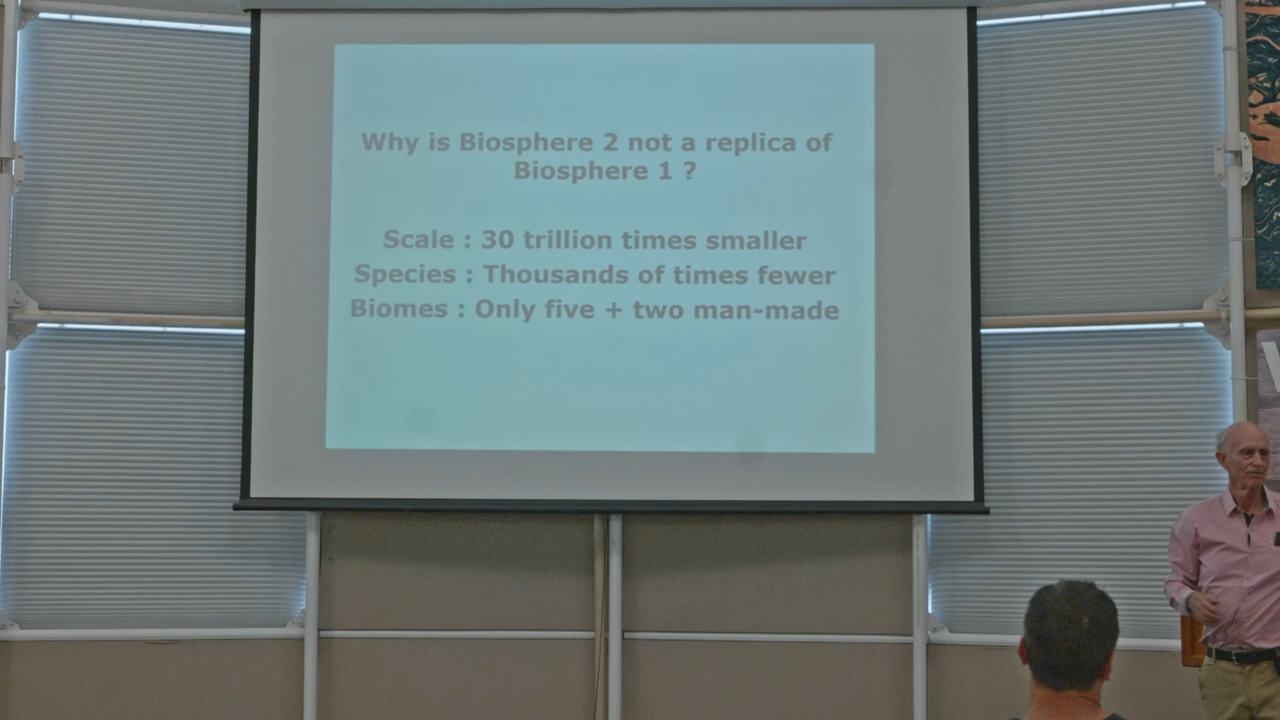 Why is Biosphere 2 not a replica of
Biosphere 1 ?
Scale : 30 trillion times smaller
Species : Thousands of times fewer
Biomes : Only five + two man-made